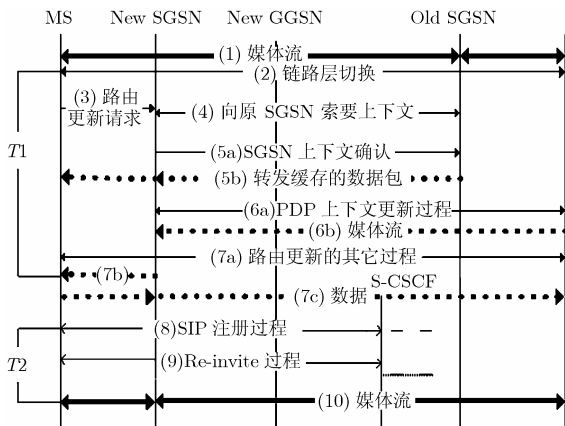 MS New SGSN New GGSN Old SGSN
(1) 媒体流
(2) 链路层切换
(3) 路由
更新请求
(4) 向原 SGSN 索要上下文
T1
(5a)SGSN 上下文确认
(5b) 转发缓存的数据包
(6a)PDP 上下文更新过程
(6b) 媒体流
(7a) 路由更新的其它过程
(7b)
S-CSCF
(7c) 数据
(8)SIP 注册过程
T2
(9)Re-invite 过程
(10) 媒体流